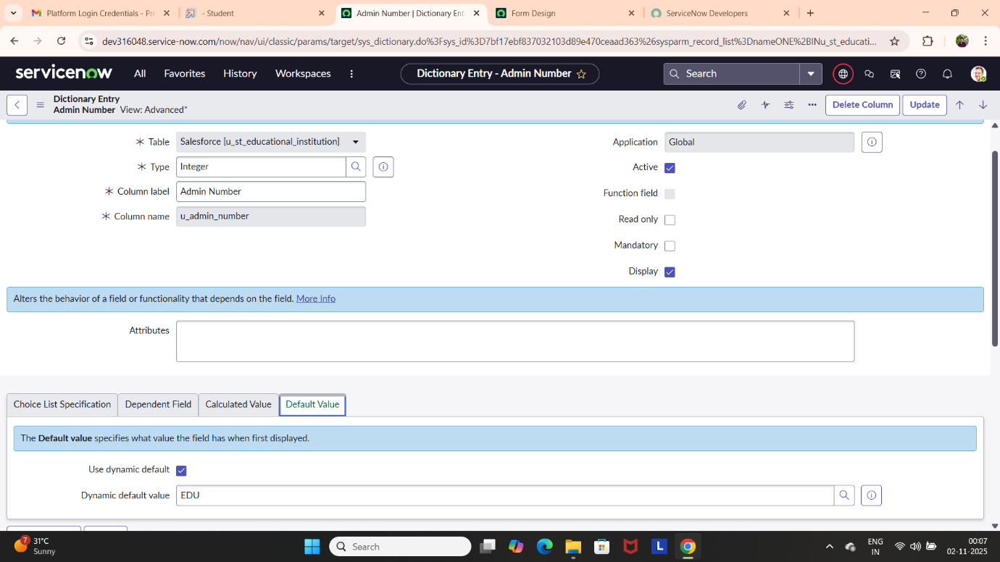 Platform Login Credentials - Pro
- Student
Admin Number | Dictionary Ent
Form Design
ServiceNow Developers
dev316048.service-now.com/now/nav/ui/classic/params/target/sys_dictionary.do%3Fsys_id%3D7bf17ebf837032103d89e470ceaad363%26sysparm_record_list%3DnameONE%2BINu_st_educati...
servicenow
All
Favorites
History
Workspaces
Dictionary Entry - Admin Number
Search
Dictionary Entry
Admin Number View: Advanced*
Delete Column
Update
Table
Salesforce [u_st_educational_institution]
Application
Global
Type
Integer
Active
Column label
Admin Number
Function field
Column name
u_admin_number
Read only
Mandatory
Display
Alters the behavior of a field or functionality that depends on the field. More Info
Attributes
Choice List Specification
Dependent Field
Calculated Value
Default Value
The Default value specifies what value the field has when first displayed.
Use dynamic default
Dynamic default value
EDU
7
31°C
Sunny
Search
L
ENG
IN
00:07
02-11-2025